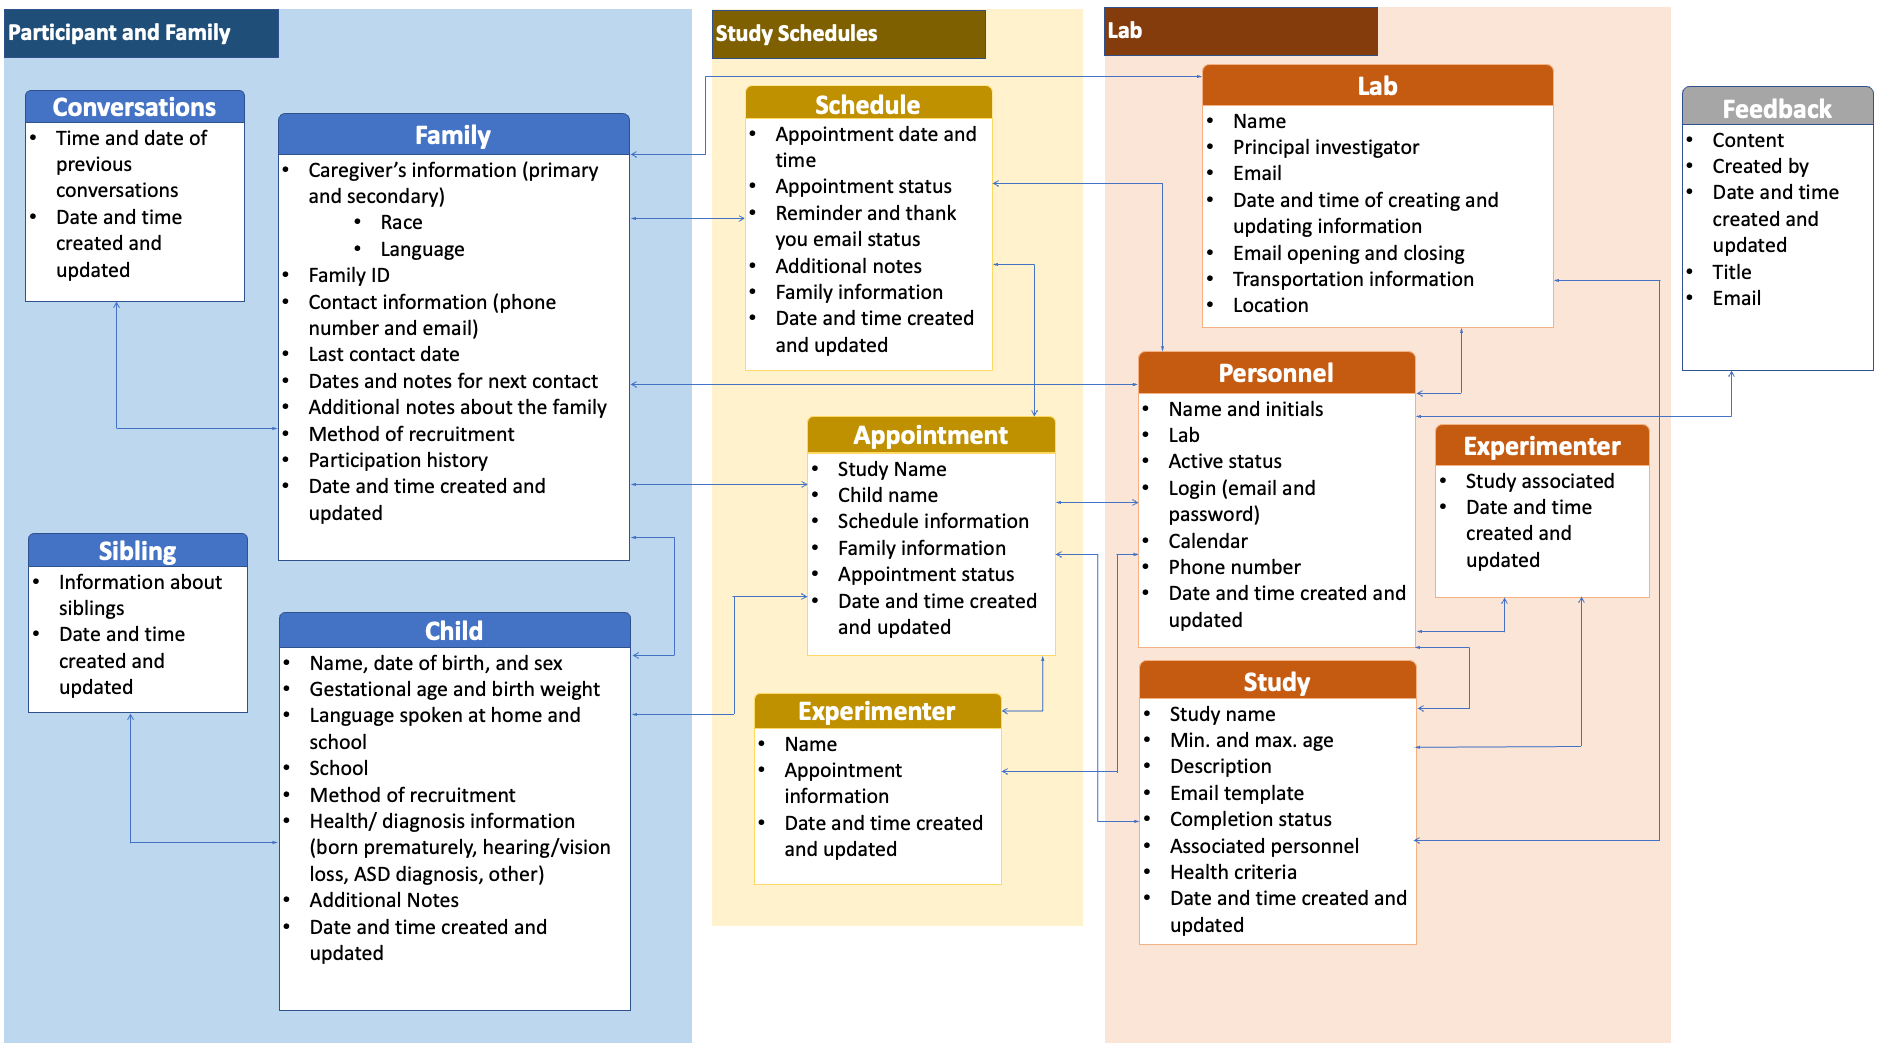 Participant and Family
Conversations
• Time and date of
previous
conversations
• Date and time
created and
updated
Family
• Caregiver’s information (primary
and secondary)
• Race
• Language
• Family ID
• Contact information (phone
number and email)
• Last contact date
• Dates and notes for next contact
• Additional notes about the family
• Method of recruitment
• Participation history
• Date and time created and
updated
Sibling
• Information about
siblings
• Date and time
created and
updated
Child
• Name, date of birth, and sex
• Gestational age and birth weight
• Language spoken at home and
school
• School
• Method of recruitment
• Health/ diagnosis information
(born prematurely, hearing/vision
loss, ASD diagnosis, other)
• Additional Notes
• Date and time created and
updated
Study Schedules
Schedule
• Appointment date and
time
• Appointment status
• Reminder and thank
you email status
• Additional notes
• Family information
• Date and time created
and updated
Appointment
• Study Name
• Child name
• Schedule information
• Family information
• Appointment status
• Date and time created
and updated
Experimenter
• Name
• Appointment
information
• Date and time created
and updated
Lab
Lab
• Name
• Principal investigator
• Email
• Date and time of creating and
updating information
• Email opening and closing
• Transportation information
• Location
Personnel
• Name and initials
• Lab
• Active status
• Login (email and
password)
• Calendar
• Phone number
• Date and time created and
updated
Experimenter
• Study associated
• Date and time
created and
updated
Study
• Study name
• Min. and max. age
• Description
• Email template
• Completion status
• Associated personnel
• Health criteria
• Date and time created and
updated
Feedback
• Content
• Created by
• Date and time
created and
updated
• Title
• Email